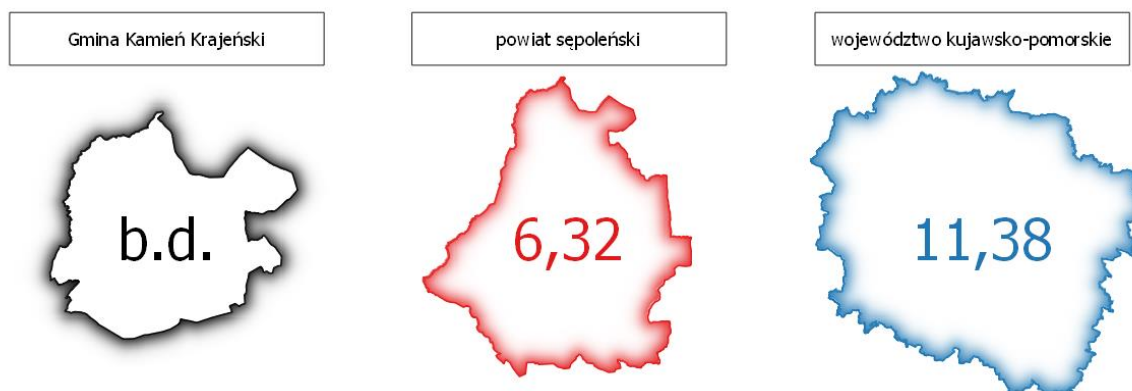 Gmina Kamień Krajeński
powiat sępoleński
województwo kujawsko-pomorskie
b.d.
6,32
11,38